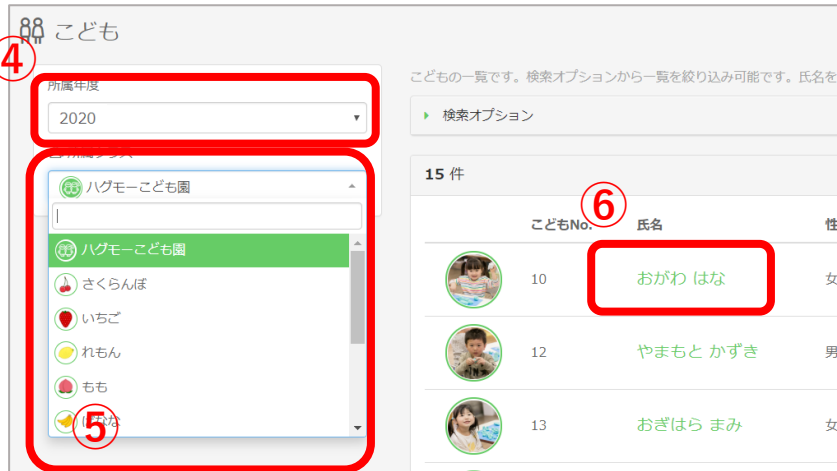 こども
④
所属年度
2020
こどもの一覧です。検索オプションから一覧を絞り込み可能です。氏名を
検索オプション
ハグモーこども園
ハグモーこども園
さくらんぼ
いちご
れもん
もも
ばなな
⑤
15 件
⑥
こどもNo. 氏名
10 おがわ はな 女
12 やまもと かずき 男
13 おぎはら まみ 女